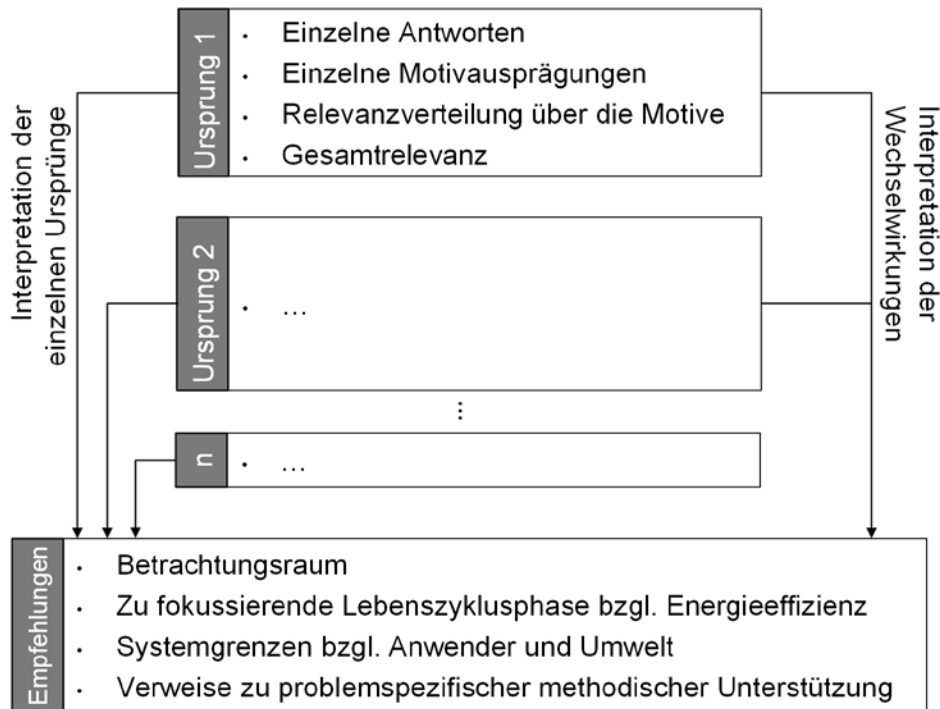 Interpretation der
einzelnen Ursprünge
Ursprung 1
· Einzelne Antworten
· Einzelne Motivausprägungen
· Relevanzverteilung über die Motive
· Gesamtrelevanz
Interpretation der
Wechselwirkungen
Ursprung 2
· ...
...
n
· ...
Empfehlungen
· Betrachtungsraum
· Zu fokussierende Lebenszyklusphase bzgl. Energieeffizienz
· Systemgrenzen bzgl. Anwender und Umwelt
· Verweise zu problemspezifischer methodischer Unterstützung